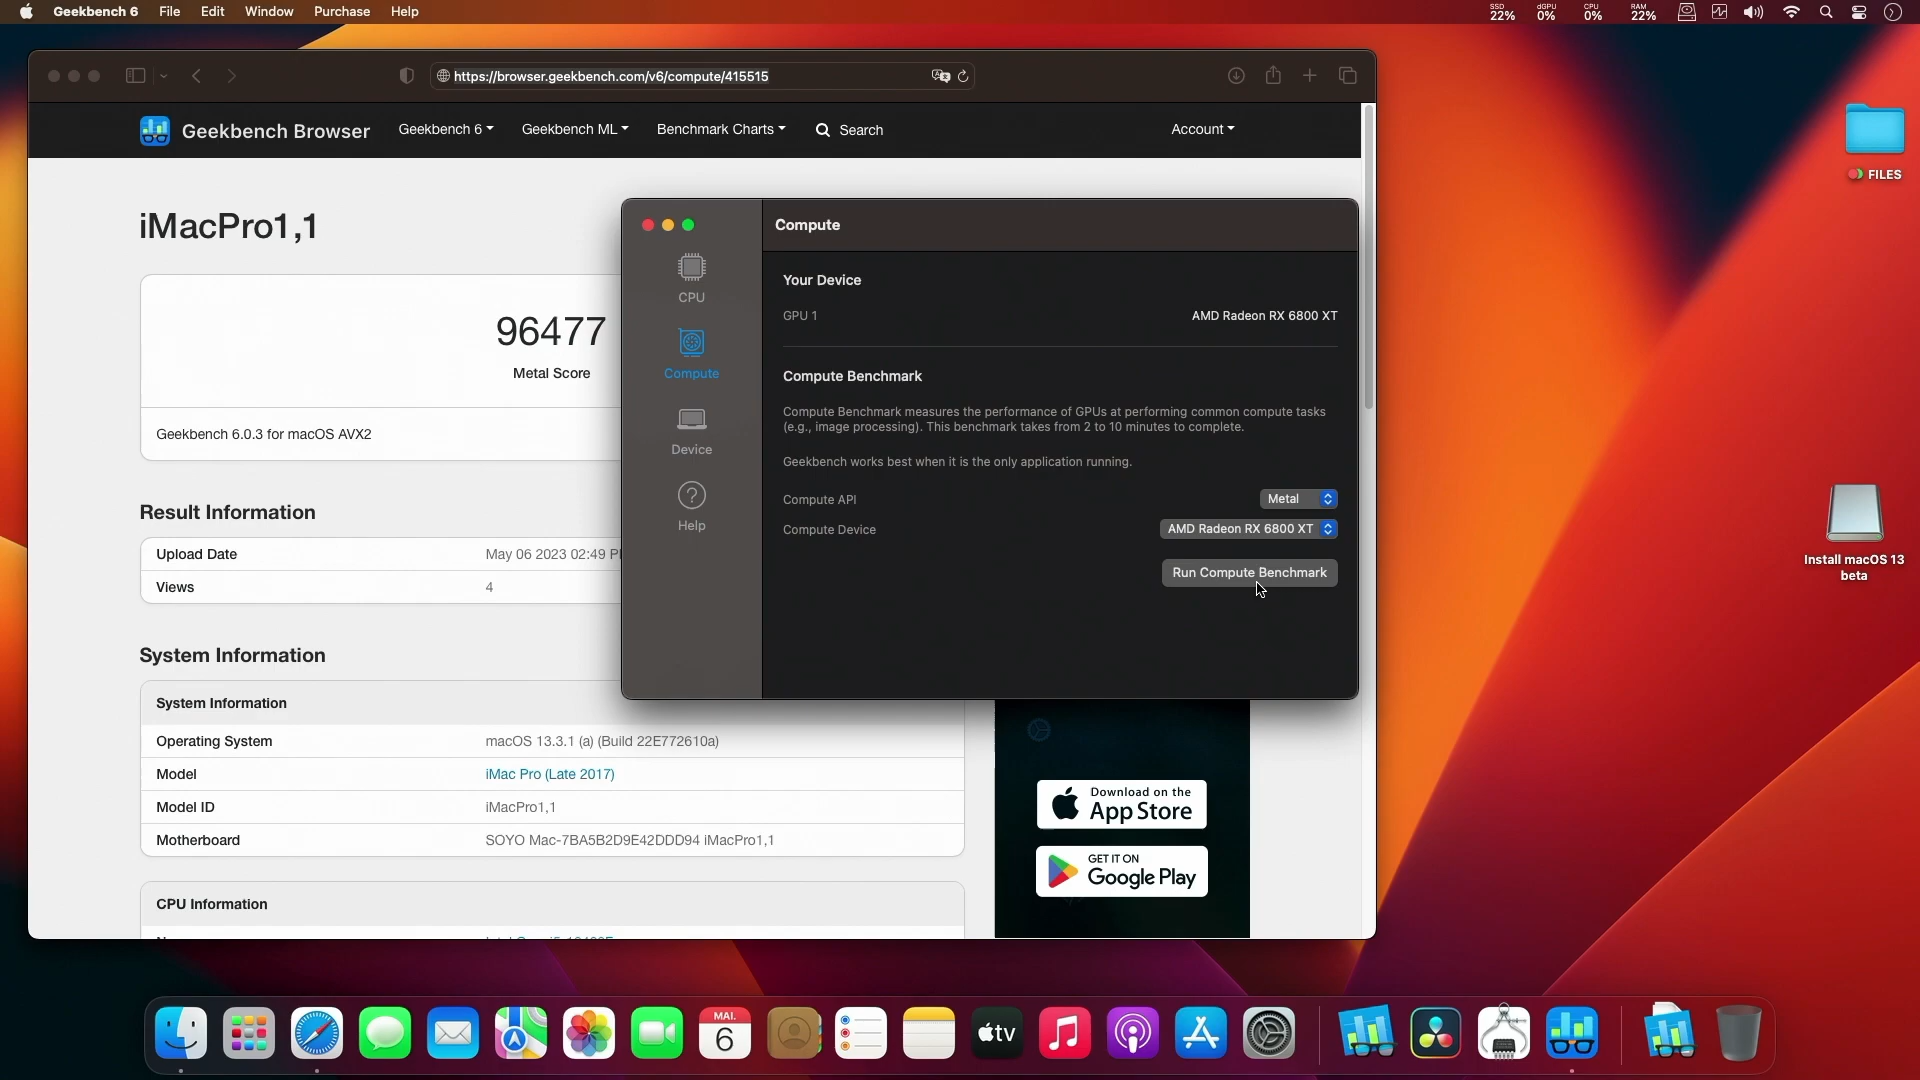 Geekbench 6 File Edit Window Purchase Help
SSD 22% dGPU 0% CPU 0% RAM 22%
https://browser.geekbench.com/v6/compute/415515
Geekbench Browser Geekbench 6 Geekbench ML Benchmark Charts Search Account
iMacPro1,1
96477
Metal Score
Geekbench 6.0.3 for macOS AVX2
Result Information
Upload Date May 06 2023 02:49
Views 4
System Information
System Information
Operating System macOS 13.3.1 (a) (Build 22E772610a)
Model iMac Pro (Late 2017)
Model ID iMacPro1,1
Motherboard SOYO Mac-7BA5B2D9E42DDD94 iMacPro1,1
CPU Information
CPU
Compute
Device
Help
Compute
Your Device
GPU 1 AMD Radeon RX 6800 XT
Compute Benchmark
Compute Benchmark measures the performance of GPUs at performing common compute tasks
(e.g., image processing). This benchmark takes from 2 to 10 minutes to complete.
Geekbench works best when it is the only application running.
Compute API Metal
Compute Device AMD Radeon RX 6800 XT
Run Compute Benchmark
Download on the
App Store
GET IT ON
Google Play
FILES
Install macOS 13
beta
MAI.
6
tv